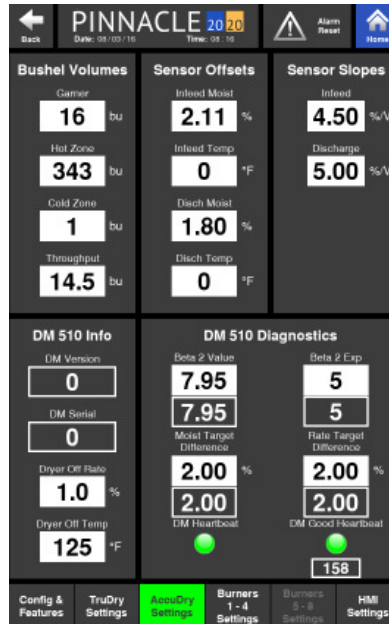 Back
PINNACLE 20 20
Date: 08/03/16 Time: 08:16
Alarm
Reset
Home
Bushel Volumes
Garner
16 bu
Hot Zone
343 bu
Cold Zone
1 bu
Throughput
14.5 bu
Sensor Offsets
Infeed Moist
2.11 %
Infeed Temp
0 °F
Disch Moist
1.80 %
Disch Temp
0 °F
Sensor Slopes
Infeed
4.50 %/V
Discharge
5.00 %/V
DM 510 Info
DM Version
0
DM Serial
0
Dryer Off Rate
1.0 %
Dryer Off Temp
125 °F
DM 510 Diagnostics
Beta 2 Value
7.95
7.95
Moist Target
Difference
2.00 %
2.00
DM Heartbeat
Beta 2 Exp
5
5
Rate Target
Difference
2.00 %
2.00
DM Good Heartbeat
158
Config &
Features
TruDry
Settings
AccuDry
Settings
Burners
1 - 4
Settings
Burners
5 - 8
Settings
HMI
Settings